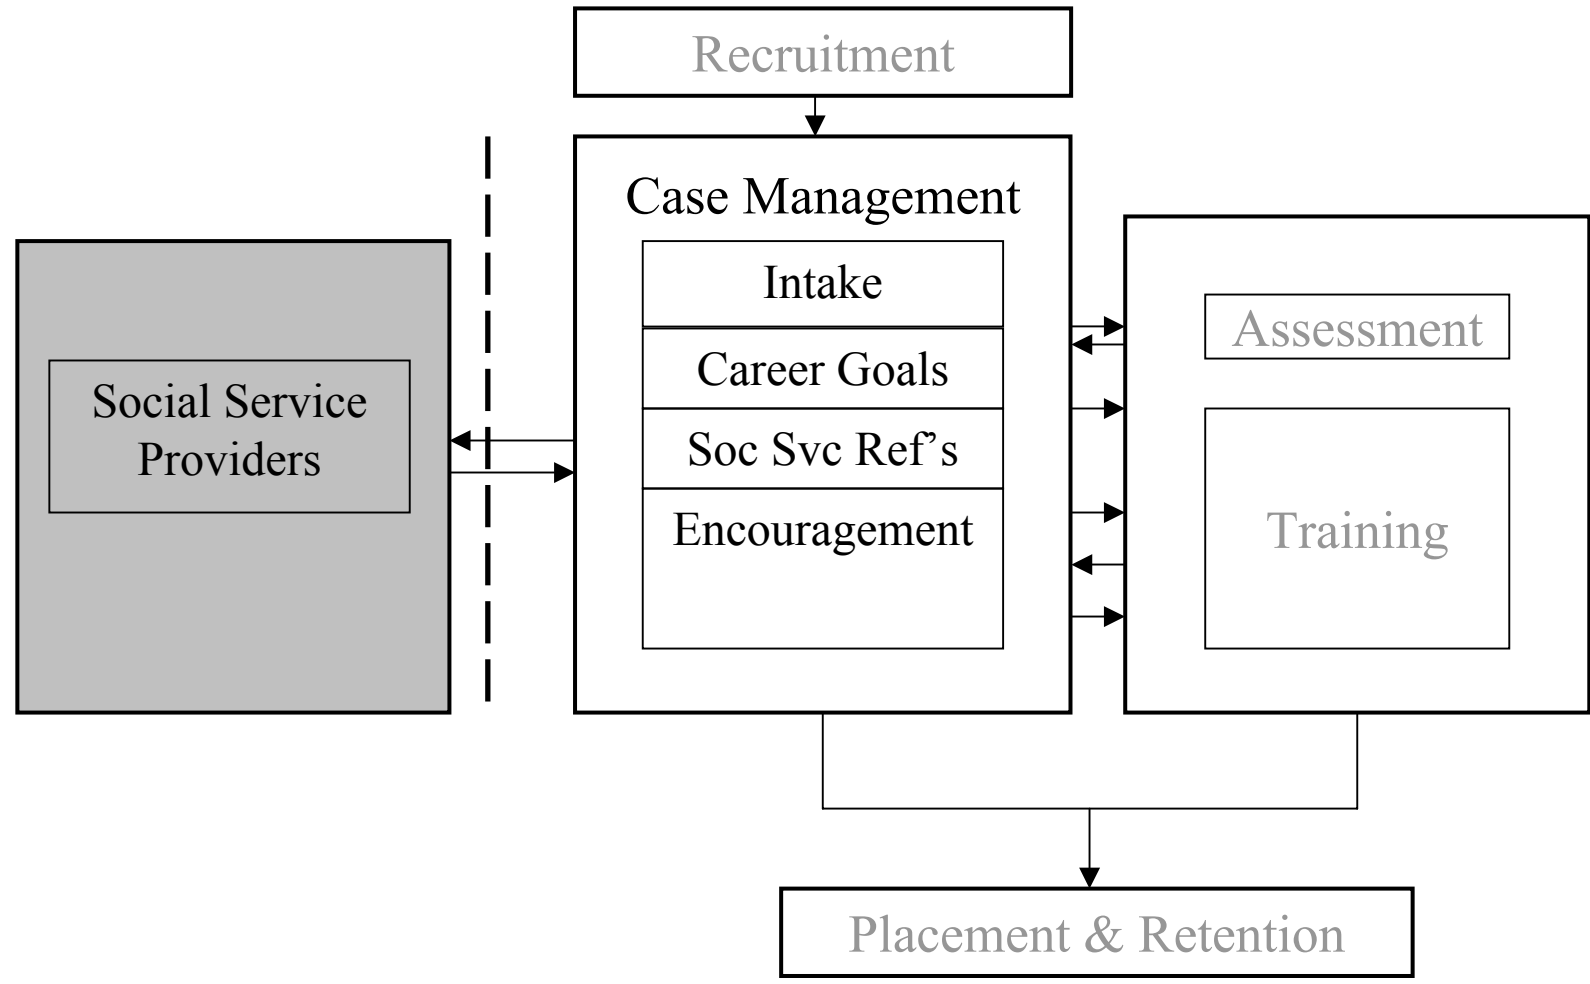 Recruitment
Case Management
Intake
Career Goals
Soc Svc Ref’s
Encouragement
Social Service
Providers
Assessment
Training
Placement & Retention